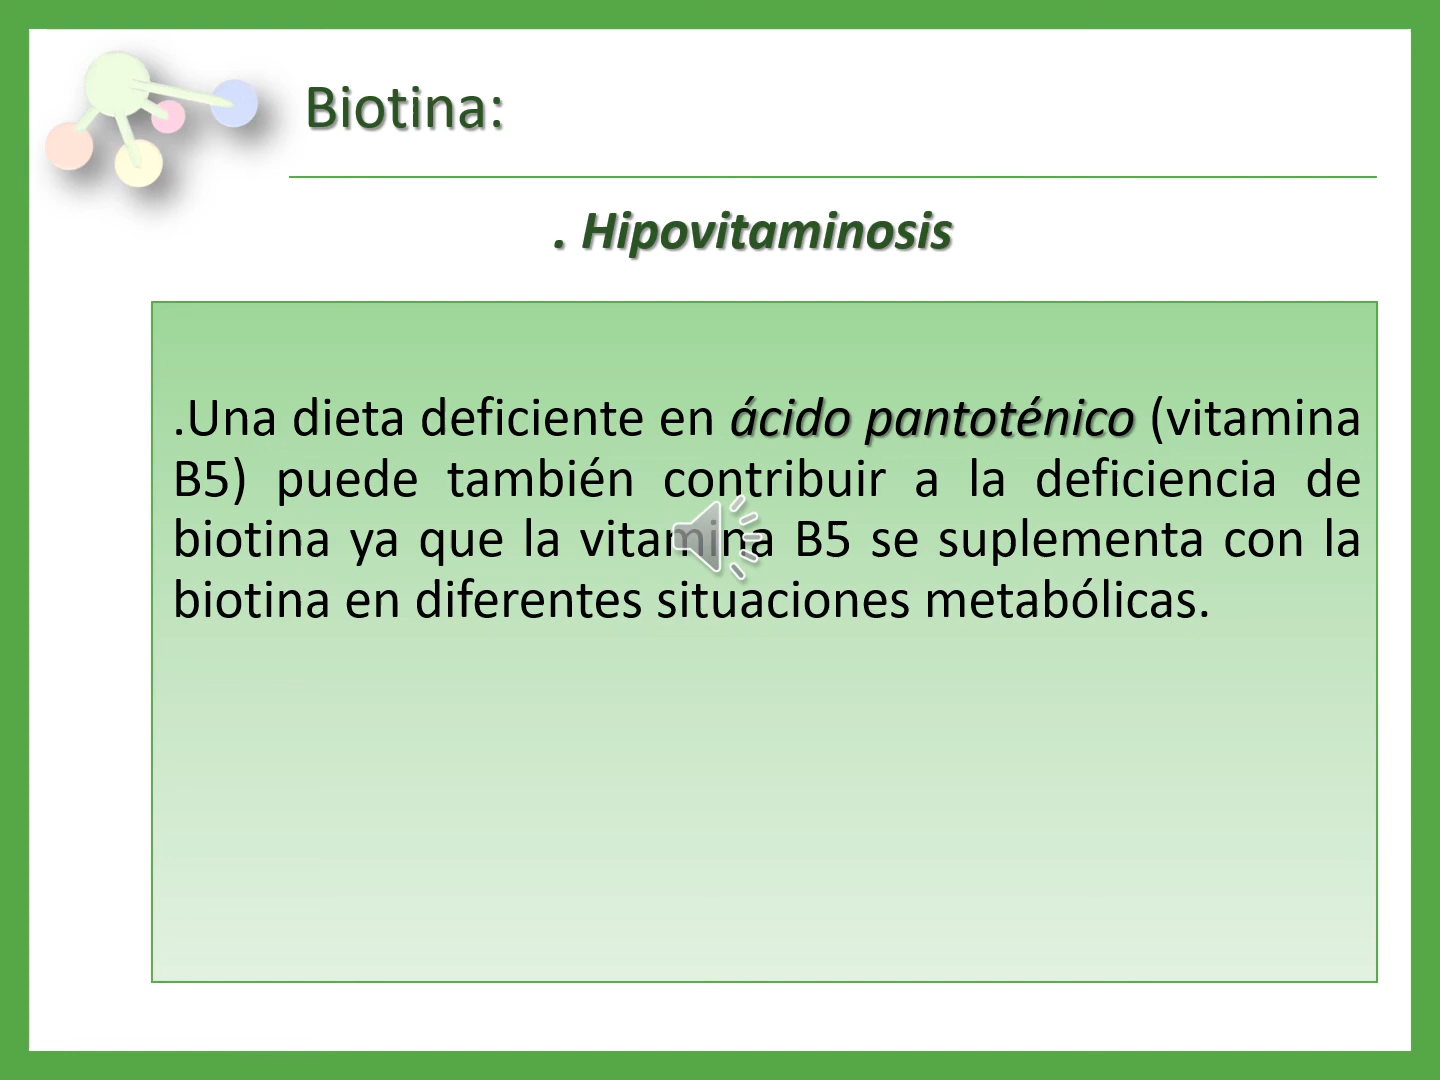 Biotina:
. Hipovitaminosis
.Una dieta deficiente en ácido pantoténico (vitamina
B5) puede también contribuir a la deficiencia de
biotina ya que la vitamina B5 se suplementa con la
biotina en diferentes situaciones metabólicas.